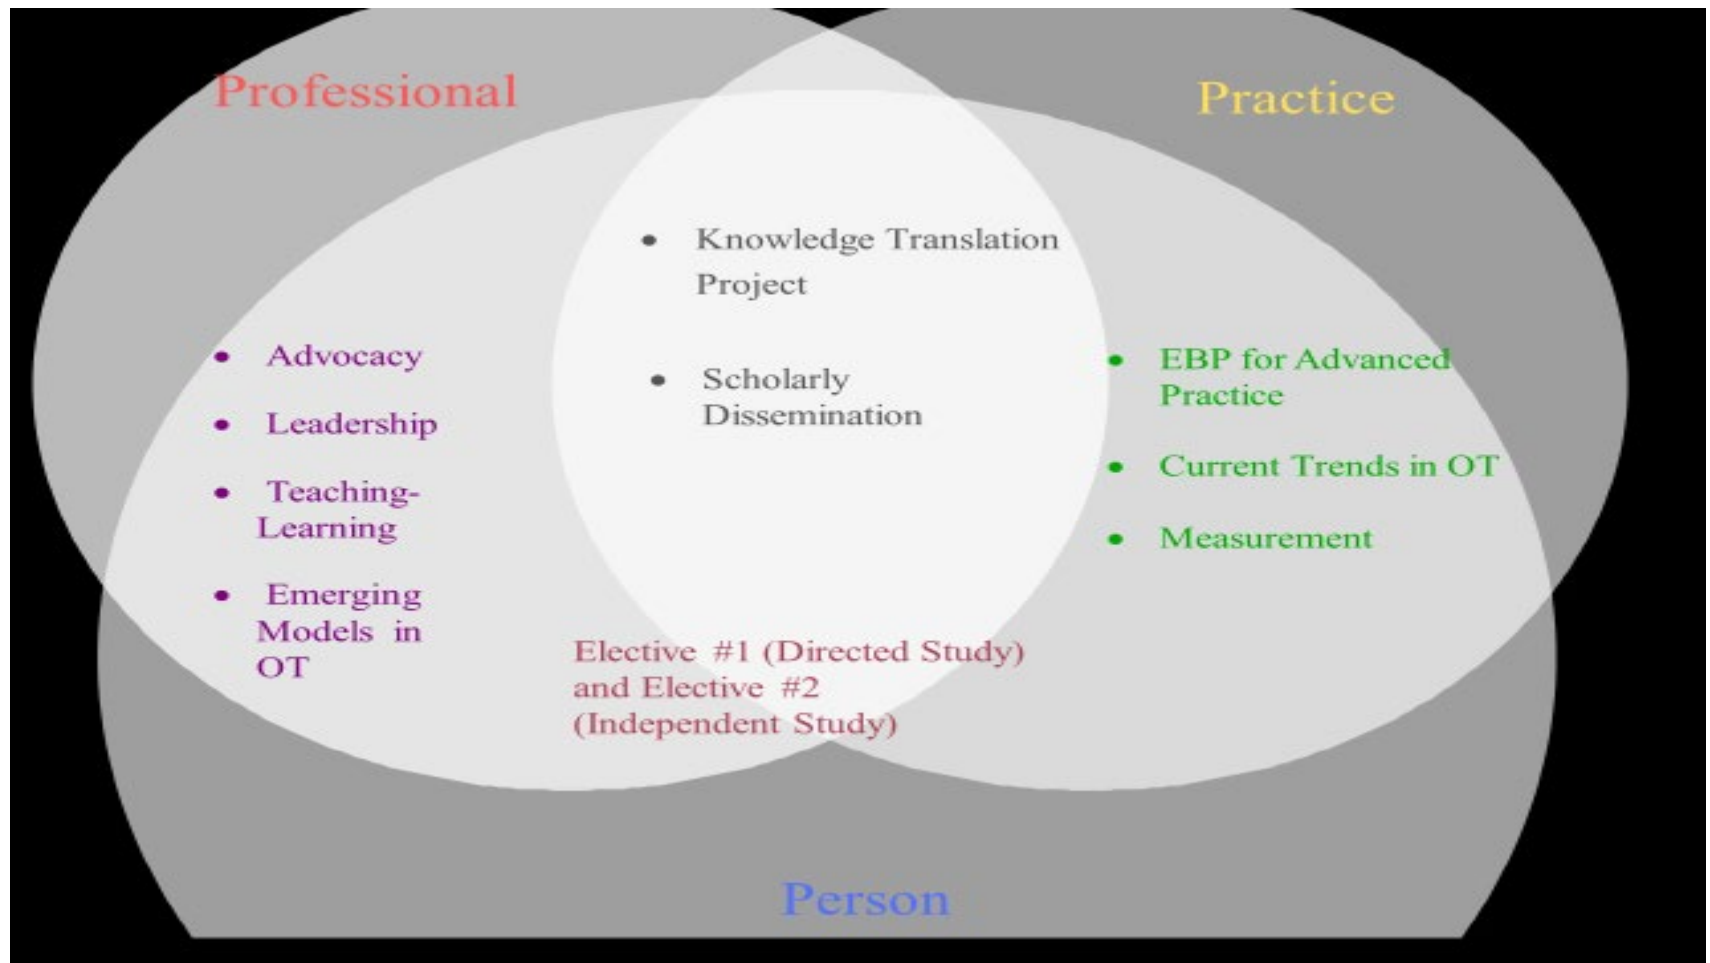 Professional
Practice
• Knowledge Translation
Project
• Scholarly
Dissemination
• Advocacy
• Leadership
• Teaching-
Learning
• Emerging
Models in
OT
• EBP for Advanced
Practice
• Current Trends in OT
• Measurement
Elective #1 (Directed Study)
and Elective #2
(Independent Study)
Person